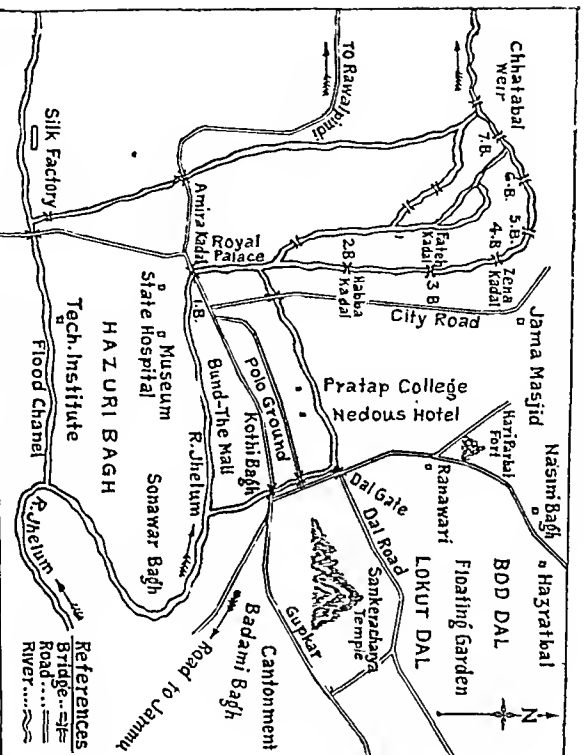 Chhatabal
Weir
7.B.
6.B.
5.B.
4.B
Zena
Kadal
To Rawalpindi
Fateh
Kadal
3 B
2.B
Habba
Kadal
City Road
Jama Masjid
Nasim Bagh
Hazratbal
BOD DAL
Floating Garden
LOKUT DAL
Hari Parbat
Fort
Ranawari
N
Silk Factory
Amira Kadal
Royal
Palace
1.B.
Pratap College
Nedous Hotel
Polo Ground
Kothi Bagh
Bund-The Mall
R. Jhelum
Museum
State Hospital
HAZURI BAGH
Tech. Institute
Flood Chanel
Sonawar Bagh
R. Jhelum
Dal Gate
Dal Road
Sankeracharya
Temple
Gupkar
Cantonment
Badami Bagh
Road to Jammu
References
Bridge..
Road....
River....